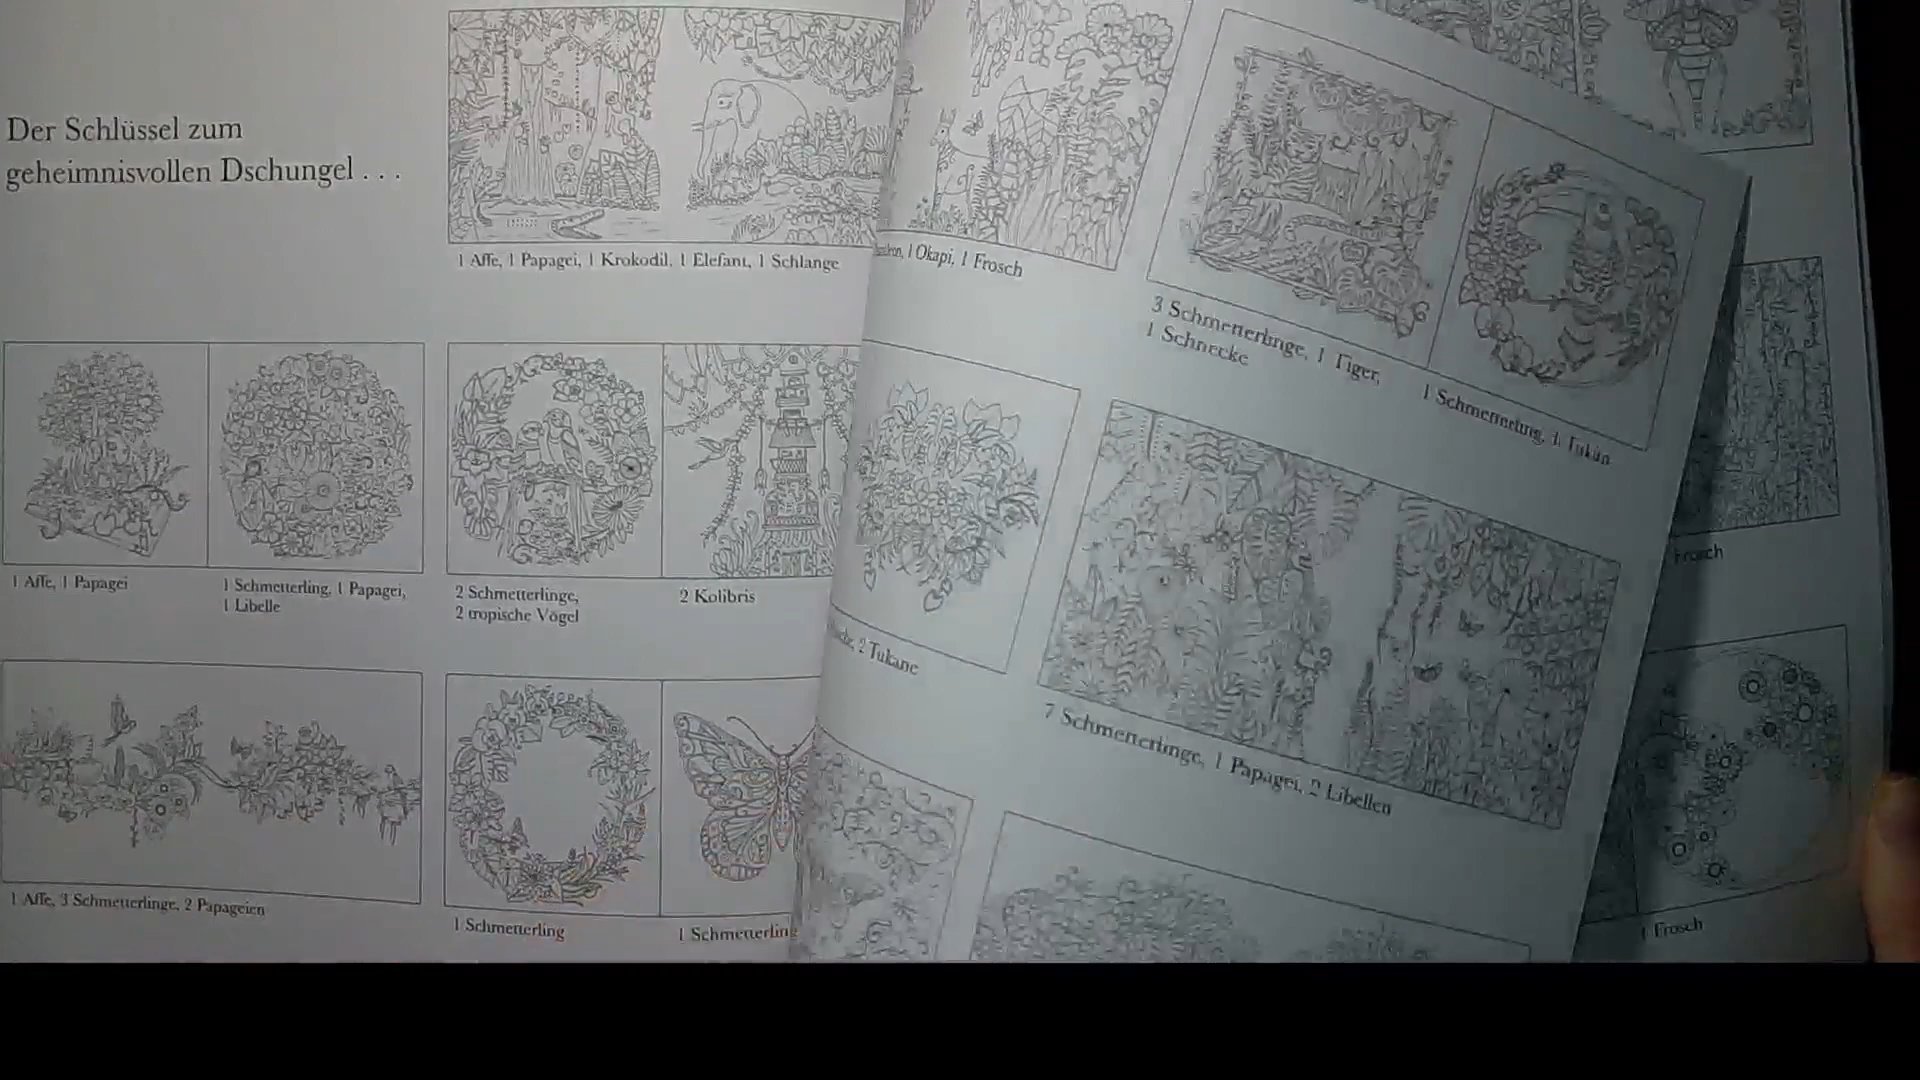 Der Schlüssel zum
geheimnisvollen Dschungel . . .
1 Affe, 1 Papagei, 1 Krokodil, 1 Elefant, 1 Schlange
1 Affe, 1 Papagei
1 Schmetterling, 1 Papagei,
1 Libelle
2 Schmetterlinge,
2 tropische Vögel
2 Kolibris
1 Affe, 3 Schmetterlinge, 2 Papageien
1 Schmetterling
1 Schmetterling
1 Okapi, 1 Frosch
3 Schmetterlinge, 1 Tiger,
1 Schnecke
1 Schmetterling, 1 Tukan
2 Tukane
7 Schmetterlinge, 1 Papagei, 2 Libellen
Frosch
1 Frosch